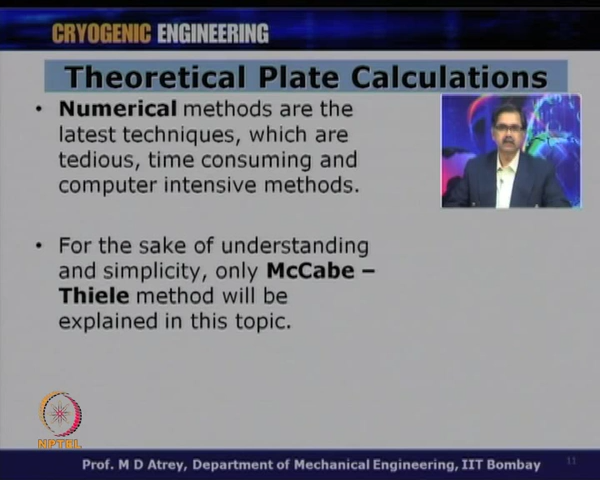 CRYOGENIC ENGINEERING
Theoretical Plate Calculations
• Numerical methods are the
latest techniques, which are
tedious, time consuming and
computer intensive methods.
• For the sake of understanding
and simplicity, only McCabe –
Thiele method will be
explained in this topic.
NPTEL
Prof. M D Atrey, Department of Mechanical Engineering, IIT Bombay
11